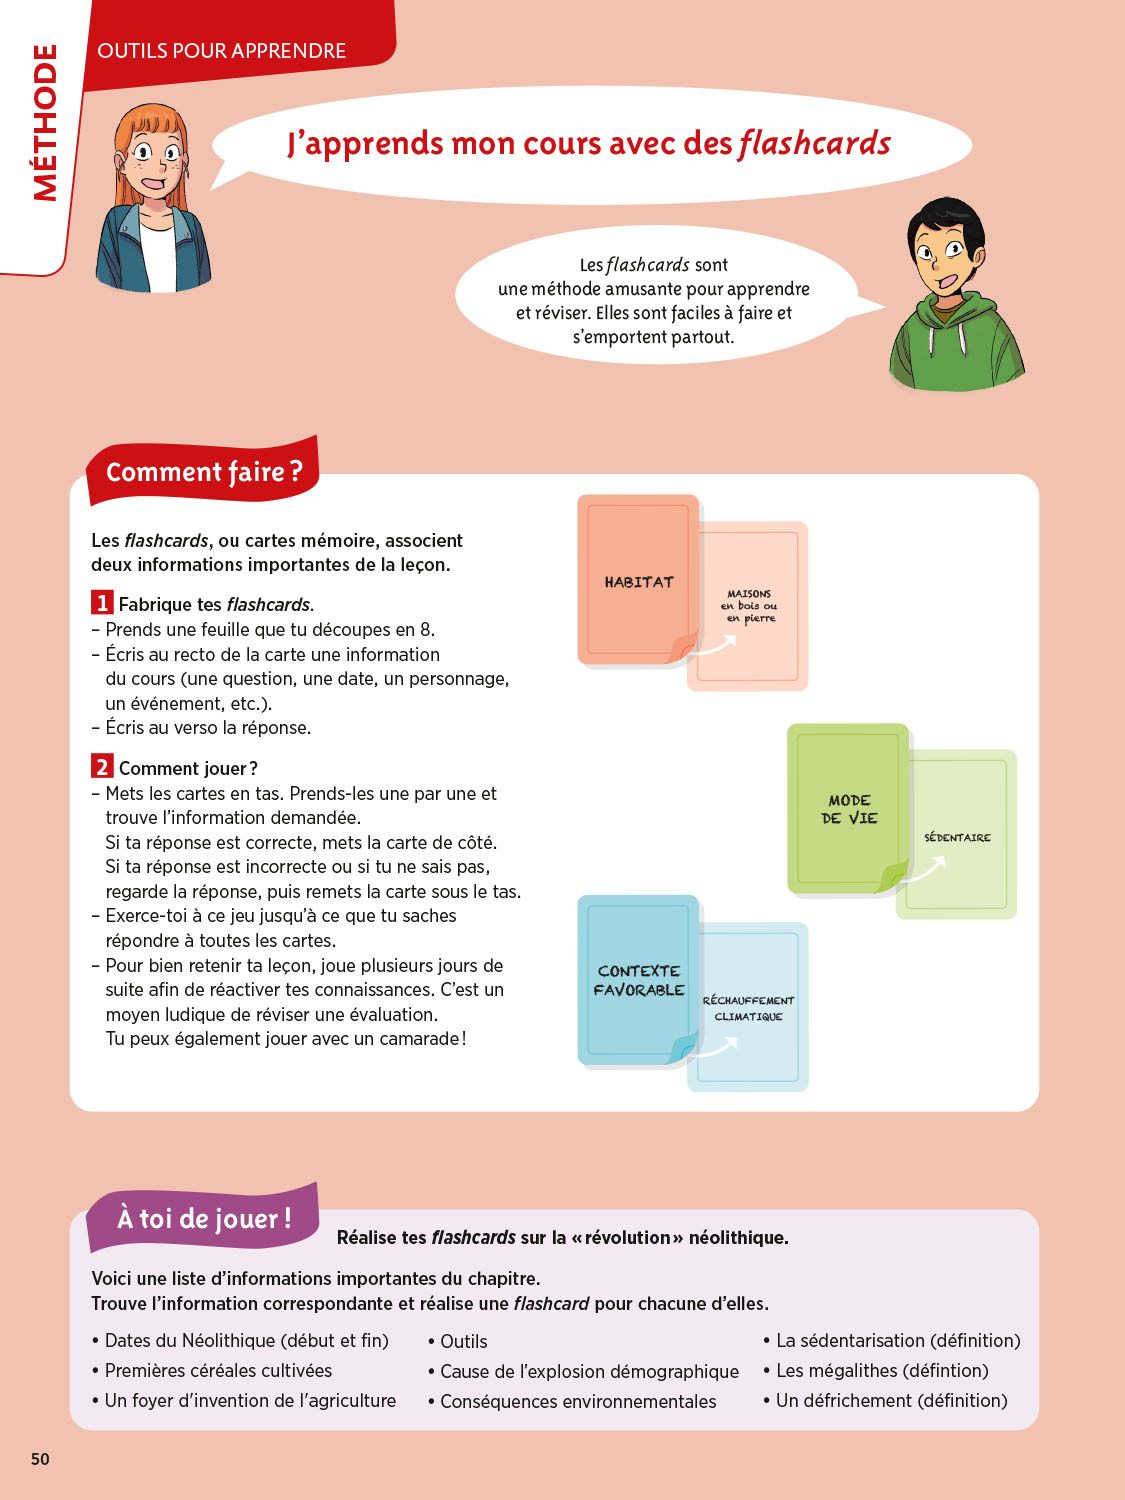 MÉTHODE
OUTILS POUR APPRENDRE
J’apprends mon cours avec des flashcards
Les flashcards sont
une méthode amusante pour apprendre
et réviser. Elles sont faciles à faire et
s’emportent partout.
Comment faire ?
Les flashcards, ou cartes mémoire, associent
deux informations importantes de la leçon.
1 Fabrique tes flashcards.
– Prends une feuille que tu découpes en 8.
– Écris au recto de la carte une information
du cours (une question, une date, un personnage,
un événement, etc.).
– Écris au verso la réponse.
2 Comment jouer ?
– Mets les cartes en tas. Prends-les une par une et
trouve l’information demandée.
Si ta réponse est correcte, mets la carte de côté.
Si ta réponse est incorrecte ou si tu ne sais pas,
regarde la réponse, puis remets la carte sous le tas.
– Exerce-toi à ce jeu jusqu’à ce que tu saches
répondre à toutes les cartes.
– Pour bien retenir ta leçon, joue plusieurs jours de
suite afin de réactiver tes connaissances. C’est un
moyen ludique de réviser une évaluation.
Tu peux également jouer avec un camarade !
HABITAT
MAISONS
en bois ou
en pierre
MODE
DE VIE
SÉDENTAIRE
CONTEXTE
FAVORABLE
RÉCHAUFFEMENT
CLIMATIQUE
À toi de jouer !
Réalise tes flashcards sur la « révolution » néolithique.
Voici une liste d’informations importantes du chapitre.
Trouve l’information correspondante et réalise une flashcard pour chacune d’elles.
• Dates du Néolithique (début et fin)
• Premières céréales cultivées
• Un foyer d'invention de l'agriculture
• Outils
• Cause de l’explosion démographique
• Conséquences environnementales
• La sédentarisation (définition)
• Les mégalithes (défintion)
• Un défrichement (définition)
50